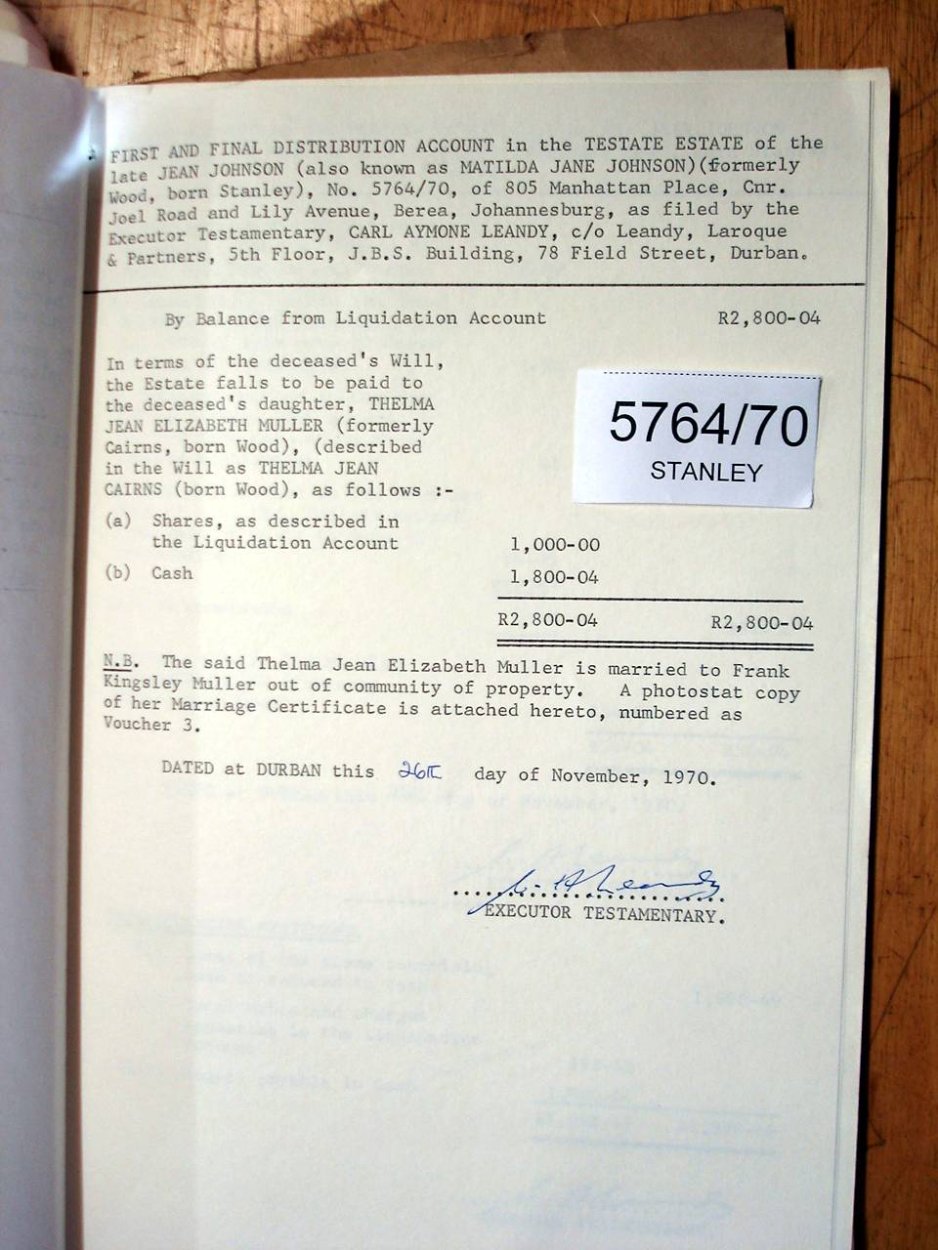 FIRST AND FINAL DISTRIBUTION ACCOUNT in the TESTATE ESTATE of the
late JEAN JOHNSON (also known as MATILDA JANE JOHNSON)(formerly
Wood, born Stanley), No. 5764/70, of 805 Manhattan Place, Cnr.
Joel Road and Lily Avenue, Berea, Johannesburg, as filed by the
Executor Testamentary, CARL AYMONE LEANDY, c/o Leandy, Laroque
& Partners, 5th Floor, J.B.S. Building, 78 Field Street, Durban.
By Balance from Liquidation Account R2,800-04
In terms of the deceased's Will,
the Estate falls to be paid to
the deceased's daughter, THELMA
JEAN ELIZABETH MULLER (formerly
Cairns, born Wood), (described
in the Will as THELMA JEAN
CAIRNS (born Wood), as follows :-
5764/70
STANLEY
(a) Shares, as described in
the Liquidation Account 1,000-00
(b) Cash 1,800-04
R2,800-04 R2,800-04
N.B. The said Thelma Jean Elizabeth Muller is married to Frank
Kingsley Muller out of community of property. A photostat copy
of her Marriage Certificate is attached hereto, numbered as
Voucher 3.
DATED at DURBAN this 26th day of November, 1970.
C. A. Leandy
EXECUTOR TESTAMENTARY.